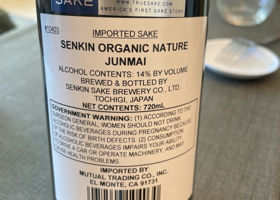 SAKE
WWW.TRUESAKE.COM
AMERICA'S FIRST SAKE STORE
IMPORTED SAKE
SENKIN ORGANIC NATURE
JUNMAI
ALCOHOL CONTENTS: 14% BY VOLUME
BREWED & BOTTLED BY
SENKIN SAKE BREWERY CO., LTD
TOCHIGI, JAPAN
NET CONTENTS: 720mL
GOVERNMENT WARNING: (1) ACCORDING TO THE
SURGEON GENERAL, WOMEN SHOULD NOT DRINK
ALCOHOLIC BEVERAGES DURING PREGNANCY BECAUSE
OF THE RISK OF BIRTH DEFECTS. (2) CONSUMPTION
OF ALCOHOLIC BEVERAGES IMPAIRS YOUR ABILITY
TO DRIVE A CAR OR OPERATE MACHINERY, AND MAY
CAUSE HEALTH PROBLEMS.
IMPORTED BY
MUTUAL TRADING CO., INC.
EL MONTE, CA 91731